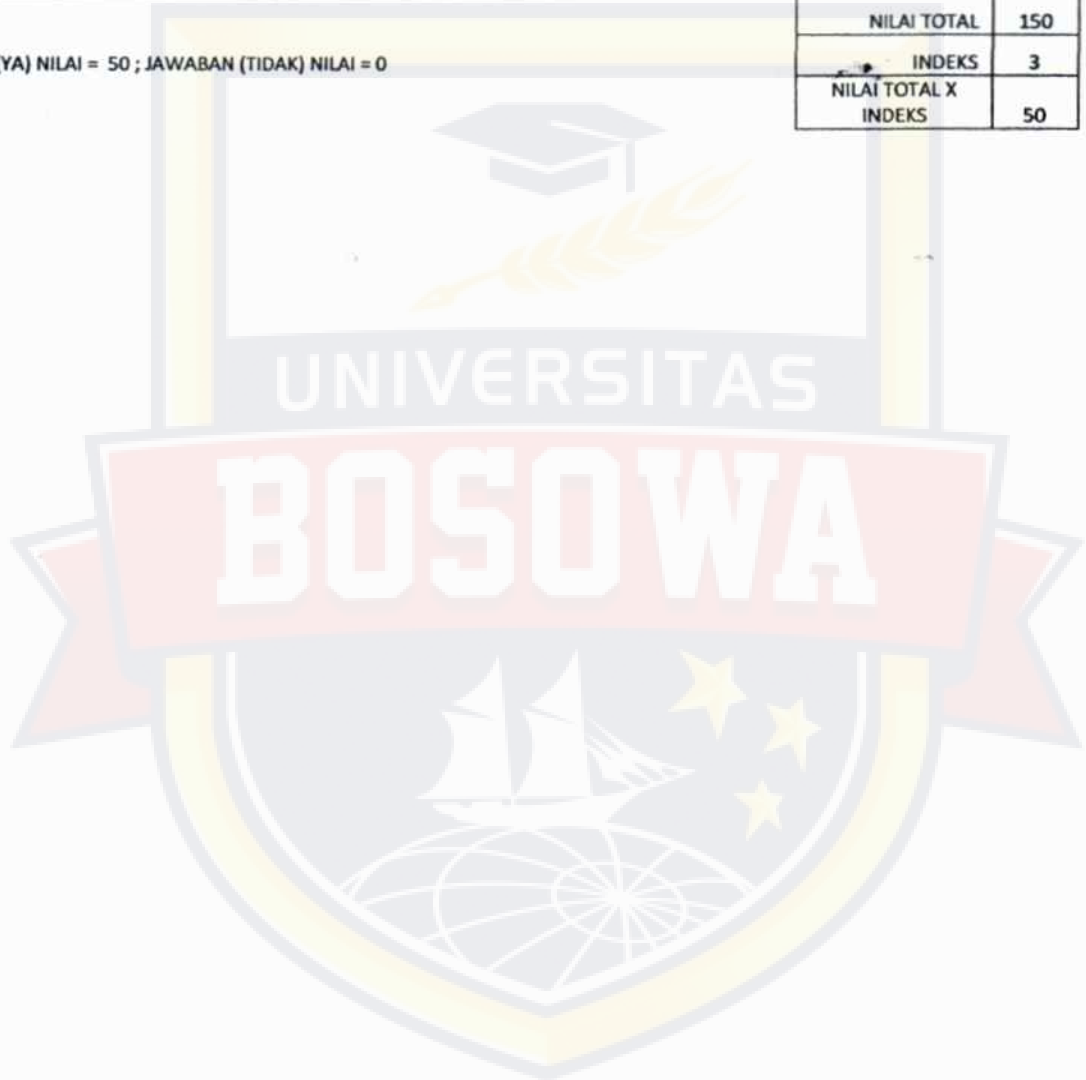 NILAI TOTAL 150
YA) NILAI = 50 ; JAWABAN (TIDAK) NILAI = 0
INDEKS 3
NILAI TOTAL X
INDEKS 50
UNIVERSITAS
BOSOWA